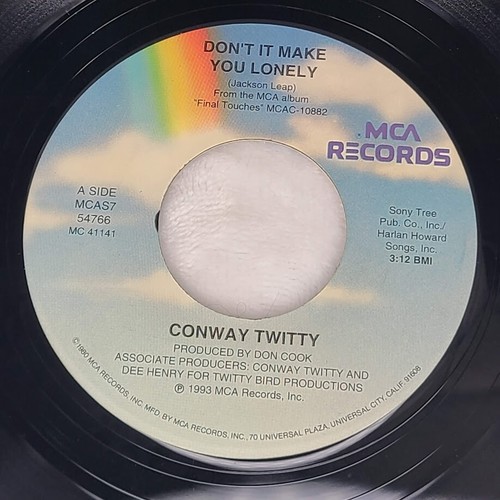 DON'T IT MAKE
YOU LONELY
(Jackson Leap)
From the MCA album
"Final Touches" MCAC-10882
MCA
RECORDS
A SIDE
MCAS7
54766
MC 41141
Sony Tree
Pub. Co., Inc./
Harlan Howard
Songs, Inc.
3:12 BMI
CONWAY TWITTY
PRODUCED BY DON COOK
ASSOCIATE PRODUCERS: CONWAY TWITTY AND
DEE HENRY FOR TWITTY BIRD PRODUCTIONS
℗ 1993 MCA Records, Inc.
©1990 MCA RECORDS, INC. MFD. BY MCA RECORDS, INC., 70 UNIVERSAL PLAZA, UNIVERSAL CITY, CALIF. 91608